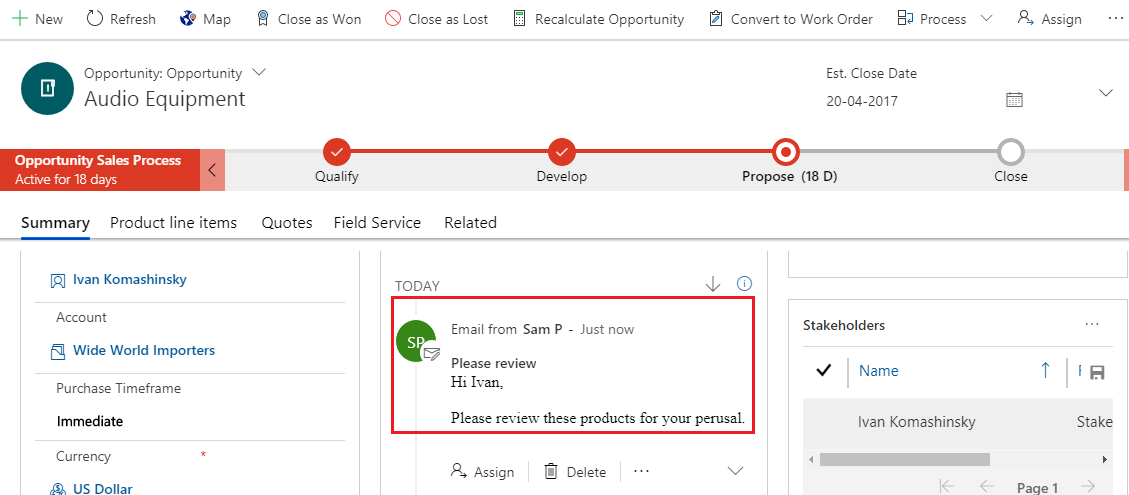 New
Refresh
Map
Close as Won
Close as Lost
Recalculate Opportunity
Convert to Work Order
Process
Assign
Opportunity: Opportunity
Audio Equipment
Est. Close Date
20-04-2017
Opportunity Sales Process
Active for 18 days
Qualify
Develop
Propose (18 D)
Close
Summary
Product line items
Quotes
Field Service
Related
Ivan Komashinsky
Account
Wide World Importers
Purchase Timeframe
Immediate
Currency *
US Dollar
TODAY
SP
Email from Sam P - Just now
Please review
Hi Ivan,
Please review these products for your perusal.
Assign
Delete
Stakeholders
Name
Ivan Komashinsky
Stake
Page 1